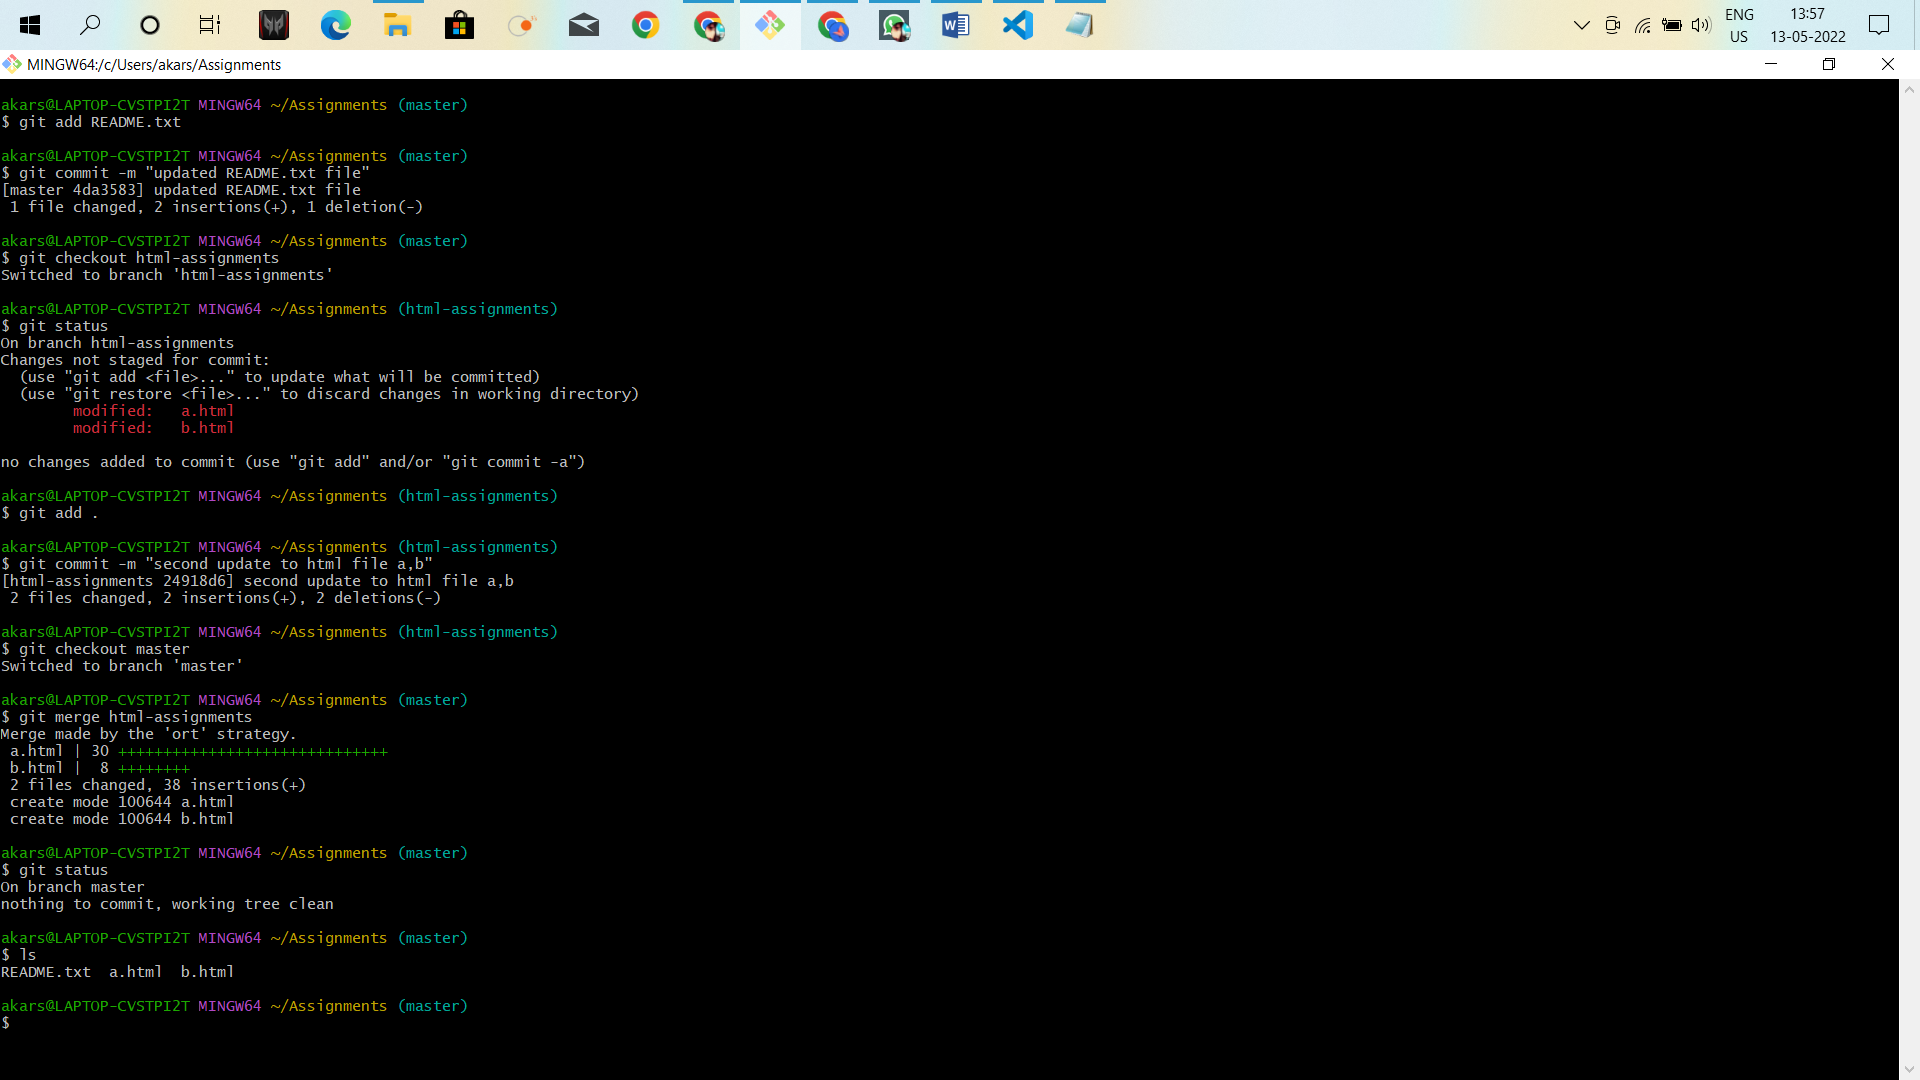 ENG
US
13:57
13-05-2022
MINGW64:/c/Users/akars/Assignments
akars@LAPTOP-CVSTPI2T MINGW64 ~/Assignments (master)
$ git add README.txt
akars@LAPTOP-CVSTPI2T MINGW64 ~/Assignments (master)
$ git commit -m "updated README.txt file"
[master 4da3583] updated README.txt file
 1 file changed, 2 insertions(+), 1 deletion(-)
akars@LAPTOP-CVSTPI2T MINGW64 ~/Assignments (master)
$ git checkout html-assignments
Switched to branch 'html-assignments'
akars@LAPTOP-CVSTPI2T MINGW64 ~/Assignments (html-assignments)
$ git status
On branch html-assignments
Changes not staged for commit:
  (use "git add <file>..." to update what will be committed)
  (use "git restore <file>..." to discard changes in working directory)
        modified:   a.html
        modified:   b.html
no changes added to commit (use "git add" and/or "git commit -a")
akars@LAPTOP-CVSTPI2T MINGW64 ~/Assignments (html-assignments)
$ git add .
akars@LAPTOP-CVSTPI2T MINGW64 ~/Assignments (html-assignments)
$ git commit -m "second update to html file a,b"
[html-assignments 24918d6] second update to html file a,b
 2 files changed, 2 insertions(+), 2 deletions(-)
akars@LAPTOP-CVSTPI2T MINGW64 ~/Assignments (html-assignments)
$ git checkout master
Switched to branch 'master'
akars@LAPTOP-CVSTPI2T MINGW64 ~/Assignments (master)
$ git merge html-assignments
Merge made by the 'ort' strategy.
 a.html | 30 ++++++++++++++++++++++++++++++
 b.html |  8 ++++++++
 2 files changed, 38 insertions(+)
 create mode 100644 a.html
 create mode 100644 b.html
akars@LAPTOP-CVSTPI2T MINGW64 ~/Assignments (master)
$ git status
On branch master
nothing to commit, working tree clean
akars@LAPTOP-CVSTPI2T MINGW64 ~/Assignments (master)
$ ls
README.txt  a.html  b.html
akars@LAPTOP-CVSTPI2T MINGW64 ~/Assignments (master)
$